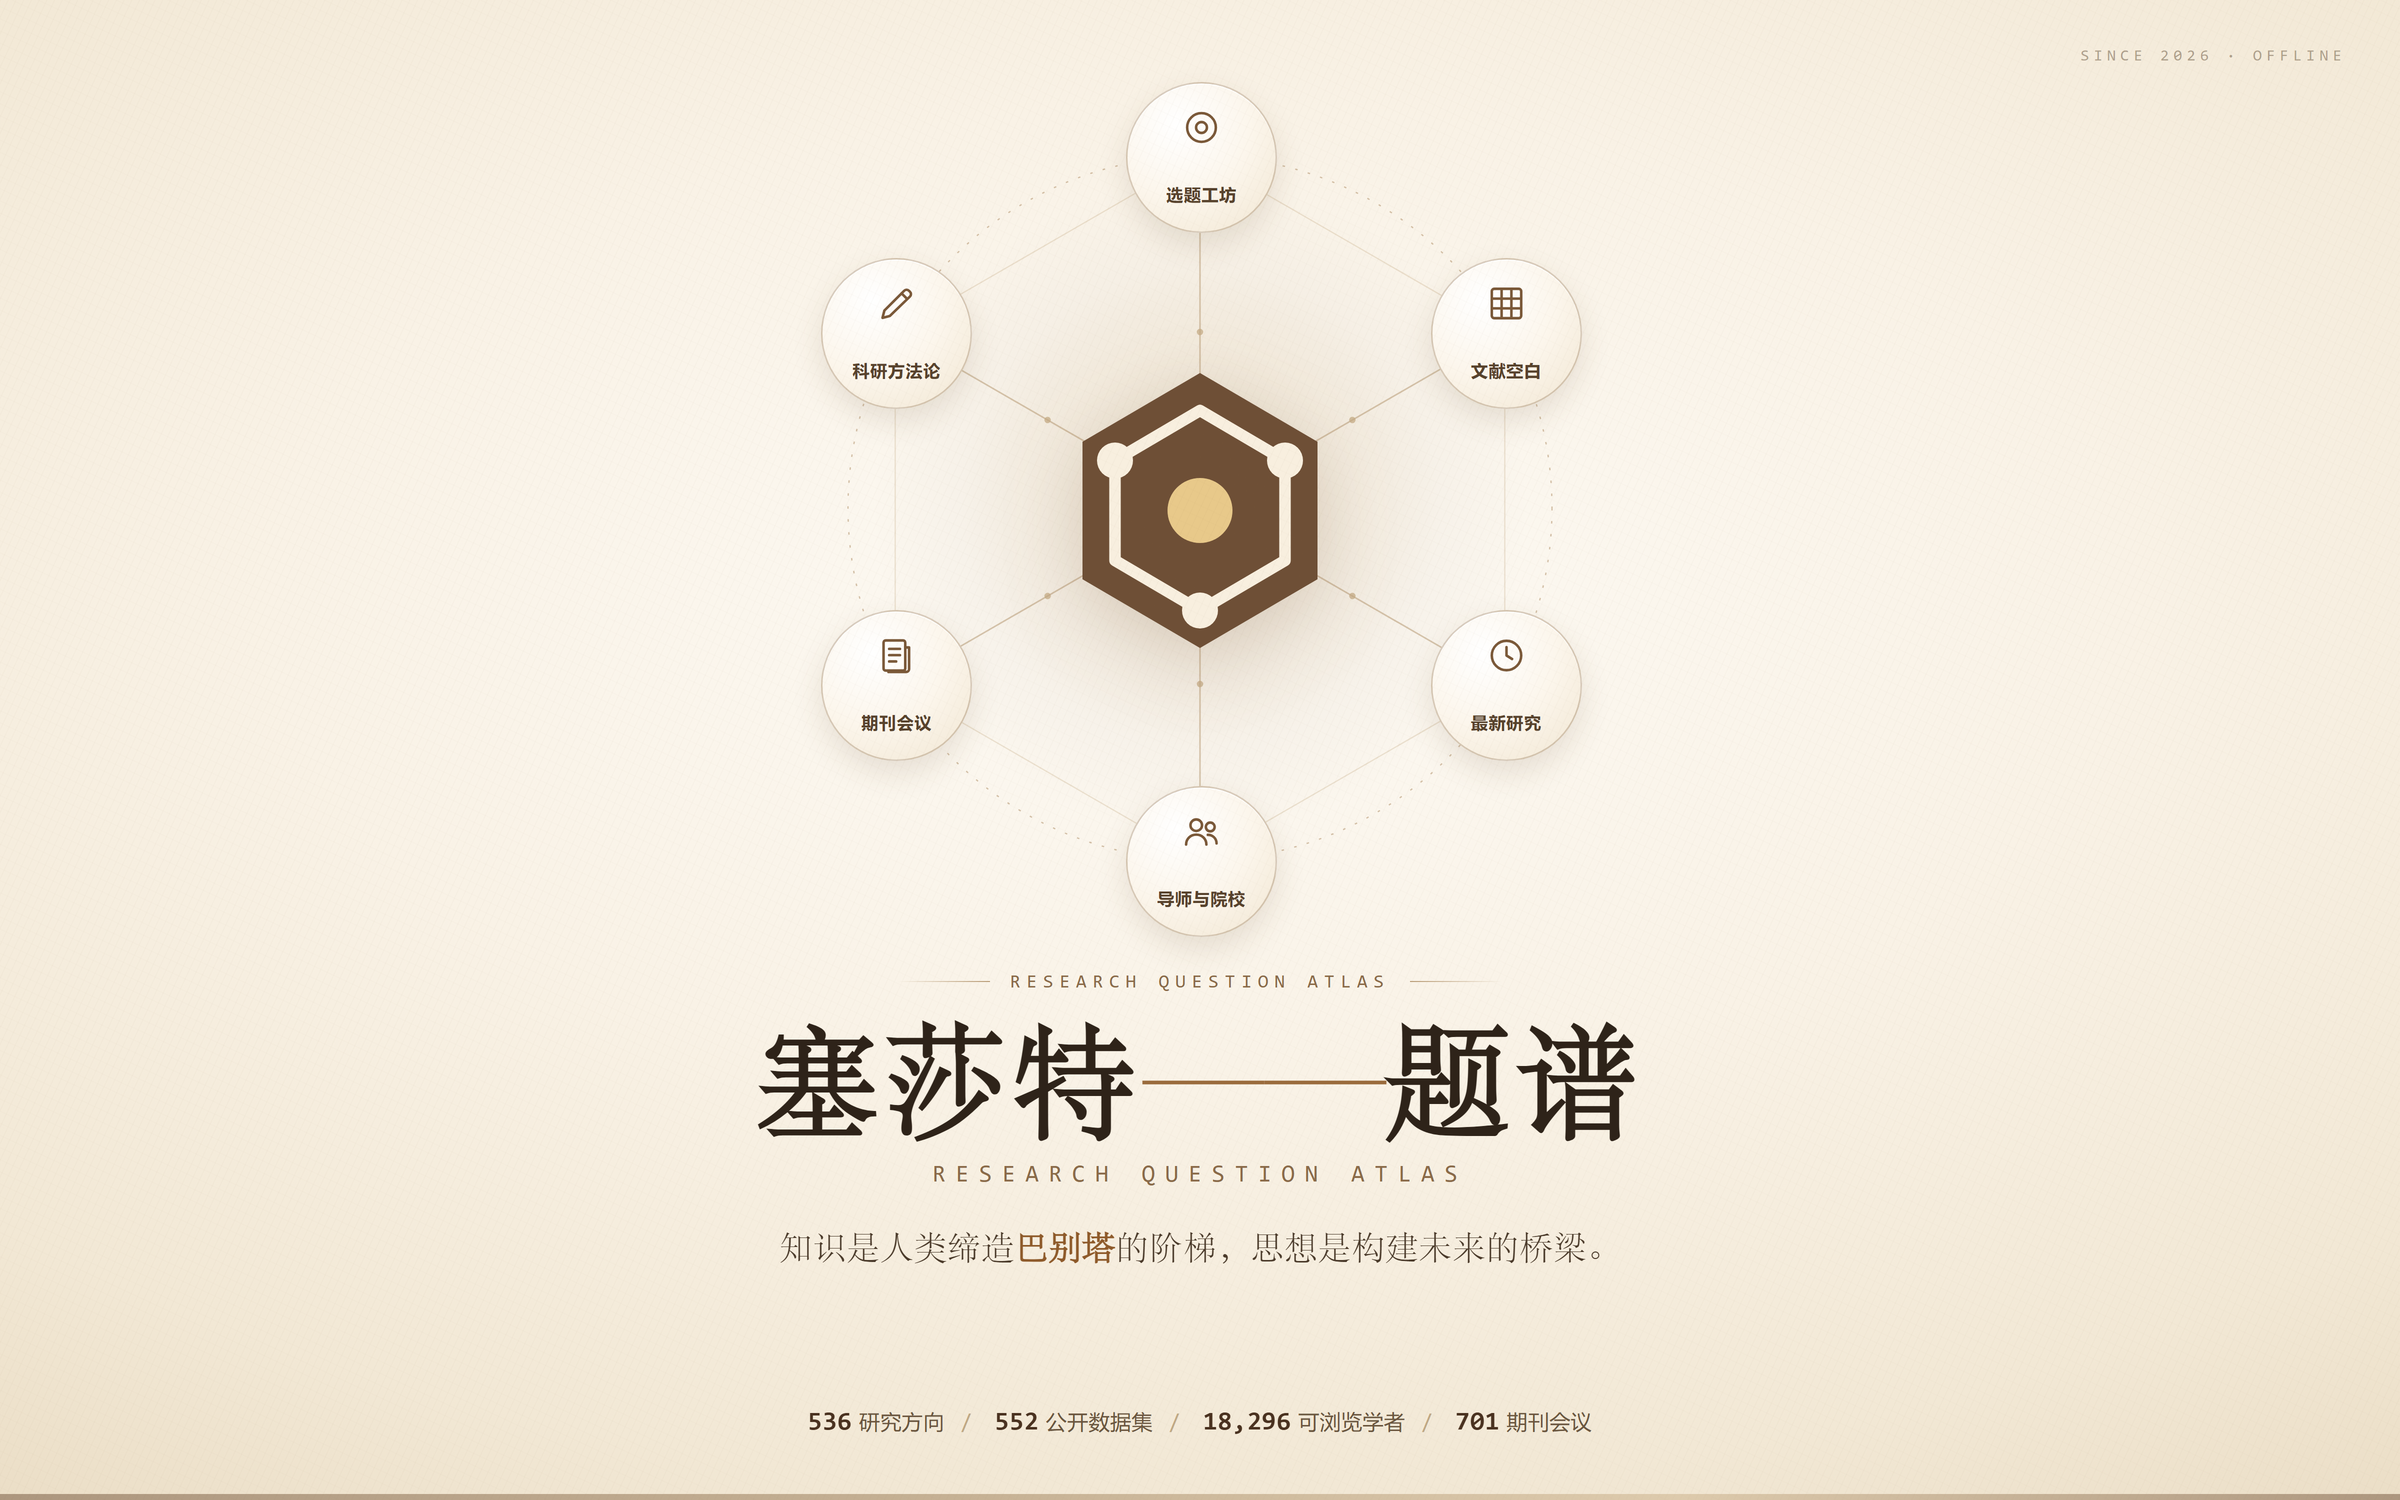 SINCE 2026 · OFFLINE
选题工坊
科研方法论
文献空白
期刊会议
最新研究
导师与院校
RESEARCH QUESTION ATLAS
塞莎特——题谱
RESEARCH QUESTION ATLAS
知识是人类缔造巴别塔的阶梯，思想是构建未来的桥梁。
536 研究方向 / 552 公开数据集 / 18,296 可浏览学者 / 701 期刊会议